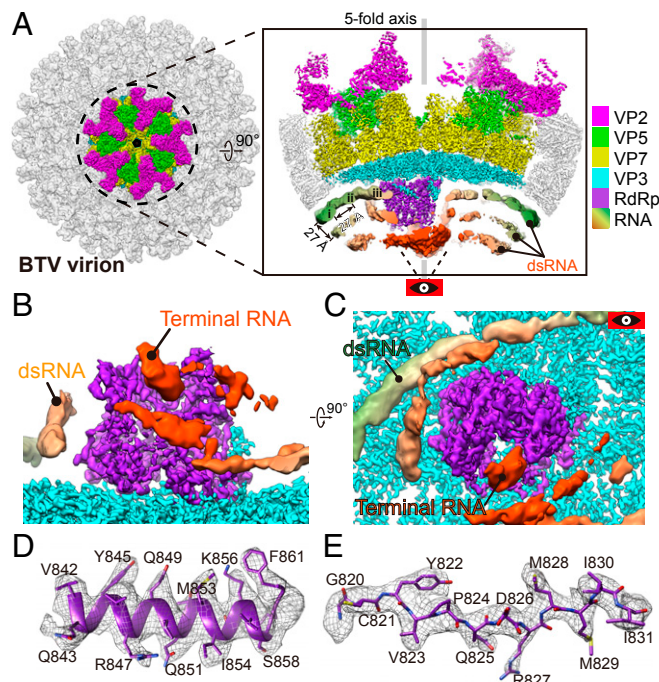 A
5-fold axis
90°
BTV virion
i
ii
iii
27 Å
27 Å
dsRNA
VP2
VP5
VP7
VP3
RdRp
RNA
B
Terminal RNA
dsRNA
90°
C
dsRNA
Terminal RNA
D
V842
Y845
Q849
M853
K856
F861
Q843
R847
Q851
I854
S858
E
G820
C821
Y822
V823
P824
Q825
D826
R827
M828
M829
I830
I831